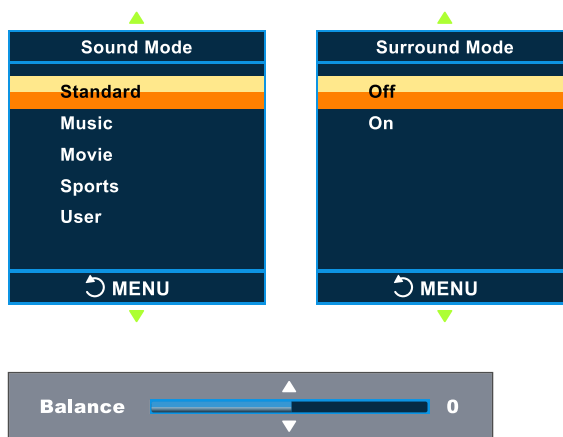 Sound Mode
Standard
Music
Movie
Sports
User
MENU
Surround Mode
Off
On
MENU
Balance 0